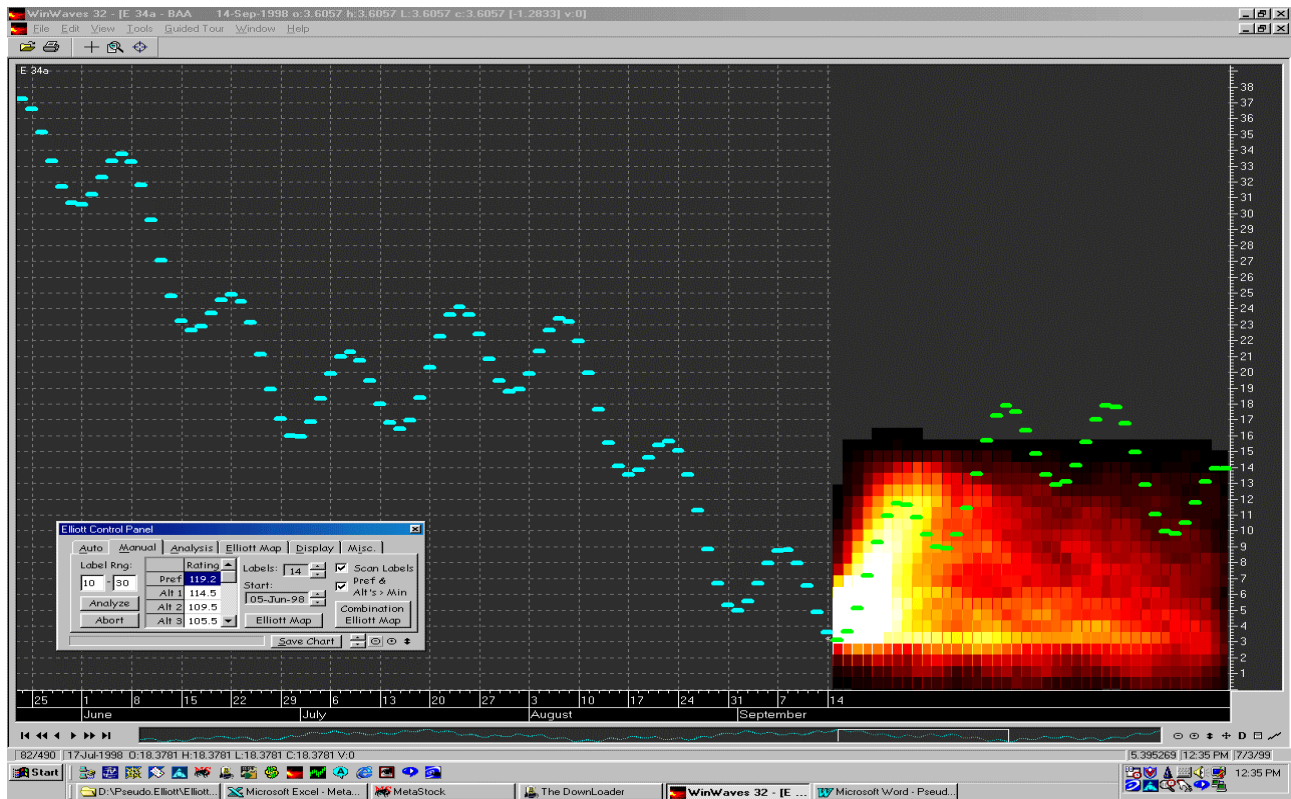 WinWaves 32 - [E 34a - BAA 14-Sep-1998 o:3.6057 h:3.6057 L:3.6057 c:3.6057 [-1.2833] v:0]
File Edit View Tools Guided Tour Window Help
E 34a
38
37
36
35
34
33
32
31
30
29
28
27
26
25
24
23
22
21
20
19
18
17
16
15
14
13
12
11
10
9
8
7
6
5
4
3
2
1
Elliott Control Panel
Auto Manual Analysis Elliott Map Display Misc.
Label Rng: Rating Labels: 14 Scan Labels
10 - 30 Pref 119.2 Start: Pref & Alt's > Min
Analyze Alt 1 114.5 05-Jun-98
Alt 2 109.5 Combination
Abort Alt 3 105.5 Elliott Map Elliott Map
Save Chart
25 1 8 15 22 29 6 13 20 27 3 10 17 24 31 7 14
June July August September
D
82/490 17-Jul-1998 O:18.3781 H:18.3781 L:18.3781 C:18.3781 V:0 5.395269 12:35 PM 7/3/99
Start 12:35 PM
D:\Pseudo.Elliott\Elliott... Microsoft Excel - Meta... MetaStock The DownLoader WinWaves 32 - [E ... Microsoft Word - Pseud...